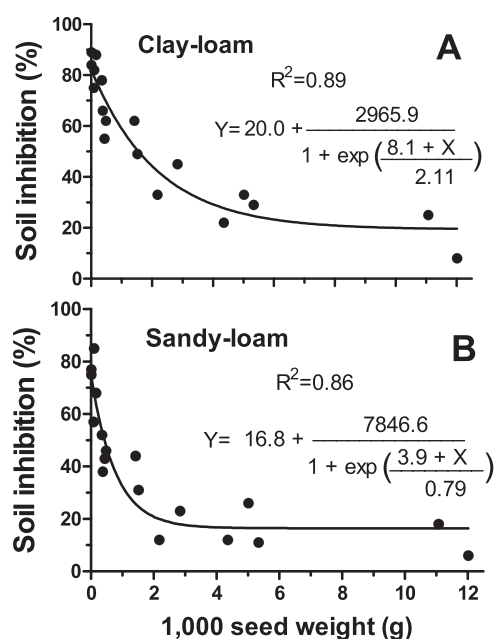 100
Clay-loam
A
80
R²=0.89
60
Y= 20.0 + 2965.9
1 + exp (8.1 + X
2.11)
40
20
0
Soil inhibition (%)
100
Sandy-loam
B
80
R²=0.86
60
Y= 16.8 + 7846.6
1 + exp (3.9 + X
0.79)
40
20
0
Soil inhibition (%)
0 2 4 6 8 10 12
1,000 seed weight (g)